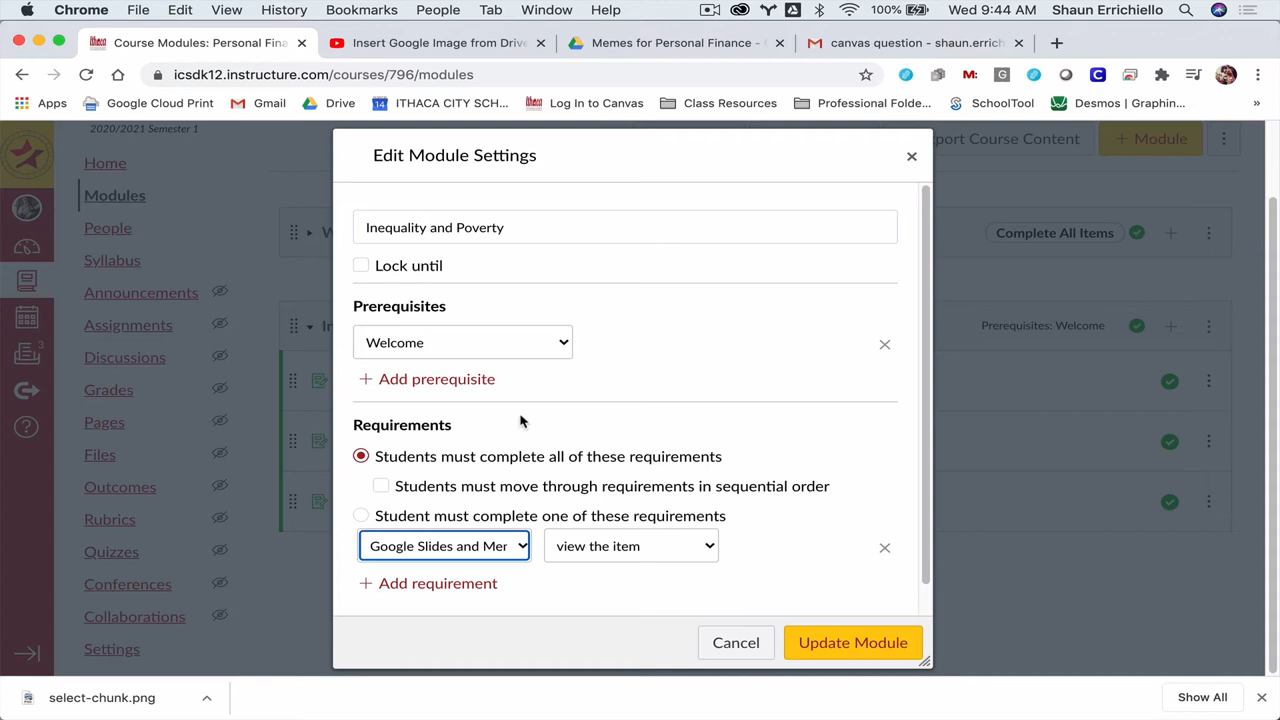 Chrome File Edit View History Bookmarks People Tab Window Help 100% Wed 9:44 AM Shaun Errichiello
Course Modules: Personal Fina
Insert Google Image from Drive
Memes for Personal Finance - G
canvas question - shaun.errich
icsdk12.instructure.com/courses/796/modules
Apps Google Cloud Print Gmail Drive 14 ITHACA CITY SCH... Log In to Canvas Class Resources Professional Folde... SchoolTool Desmos | Graphin... »
2020/2021 Semester 1
Home
Modules
People
Syllabus
Announcements
Assignments
Discussions
Grades
Pages
Files
Outcomes
Rubrics
Quizzes
Conferences
Collaborations
Settings
3
port Course Content
+ Module
Complete All Items
Prerequisites: Welcome
Edit Module Settings
Inequality and Poverty
Lock until
Prerequisites
Welcome
+ Add prerequisite
Requirements
Students must complete all of these requirements
Students must move through requirements in sequential order
Student must complete one of these requirements
Google Slides and Mer view the item
+ Add requirement
Cancel Update Module
select-chunk.png
Show All